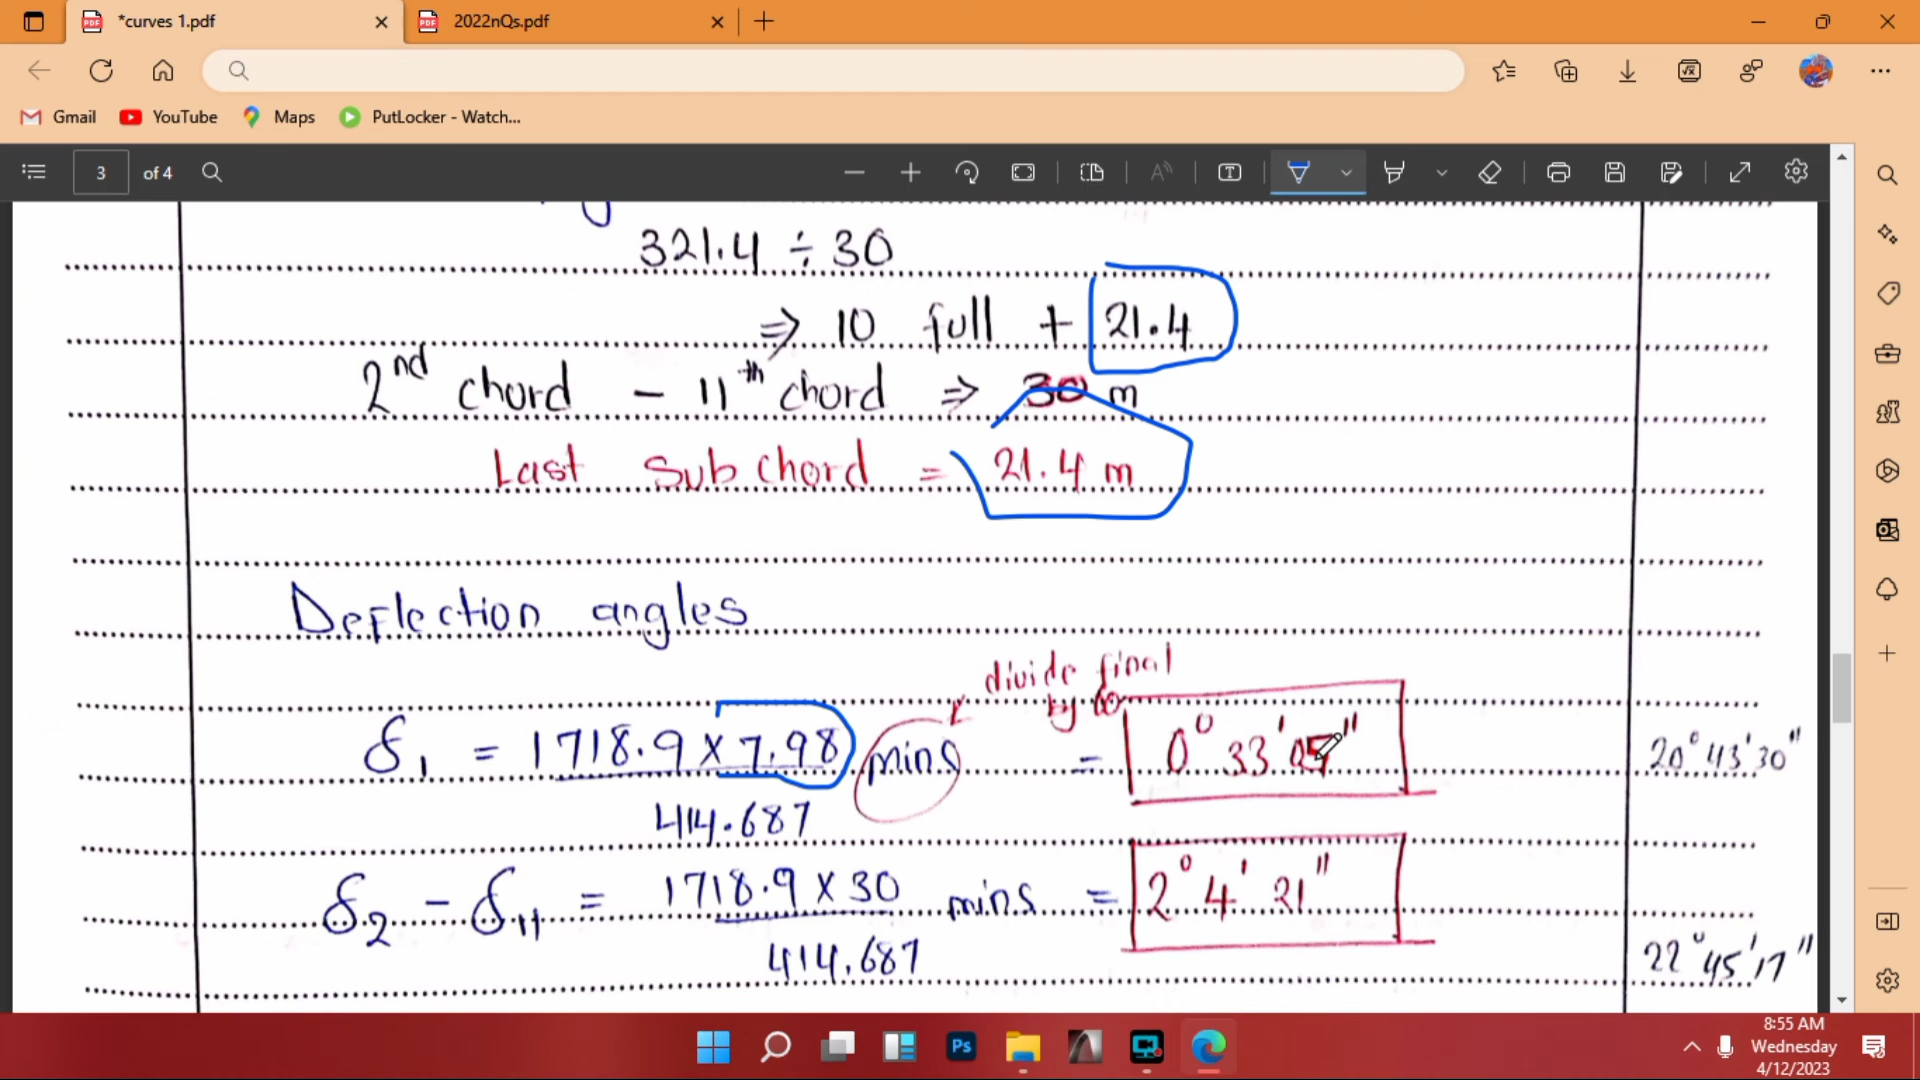 *curves 1.pdf
2022nQs.pdf
Gmail YouTube Maps PutLocker - Watch...
3 of 4
321.4 ÷ 30
⇒ 10 full + 21.4
2nd chord - 11th chord ⇒ 30 m
Last Sub chord = 21.4 m
Deflection angles
divide final
by 60
δ1 = 1718.9 × 7.98 mins = 0° 33' 05" 20° 43' 30"
414.687
δ2 - δ11 = 1718.9 × 30 mins = 2° 4' 21"
414.687 22° 45' 17"
Ps
8:55 AM
Wednesday
4/12/2023